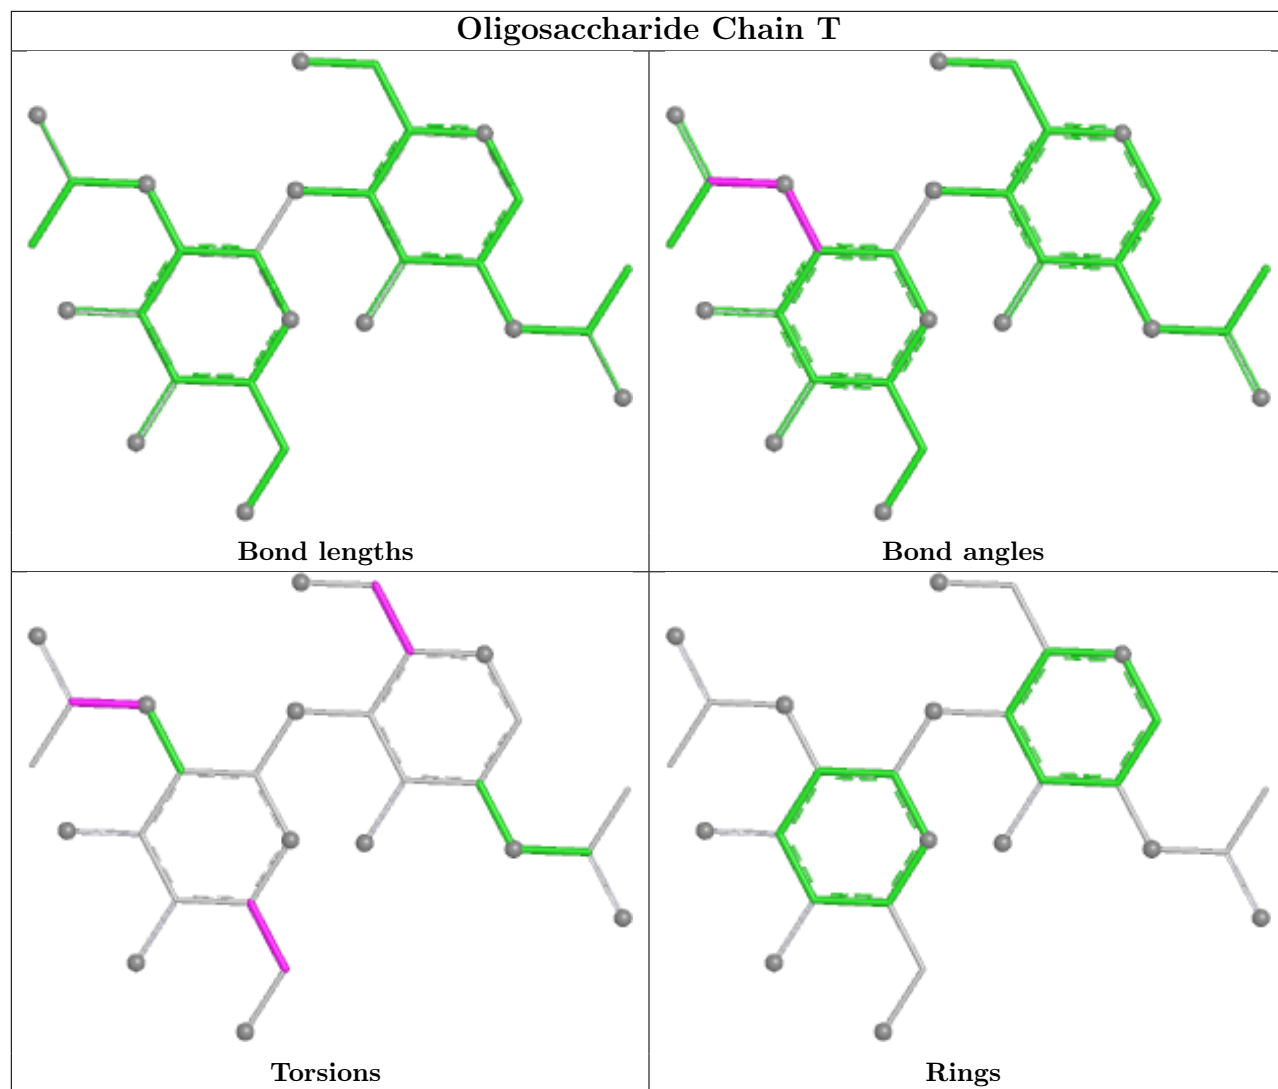 Oligosaccharide Chain T
Bond lengths
Bond angles
Torsions
Rings